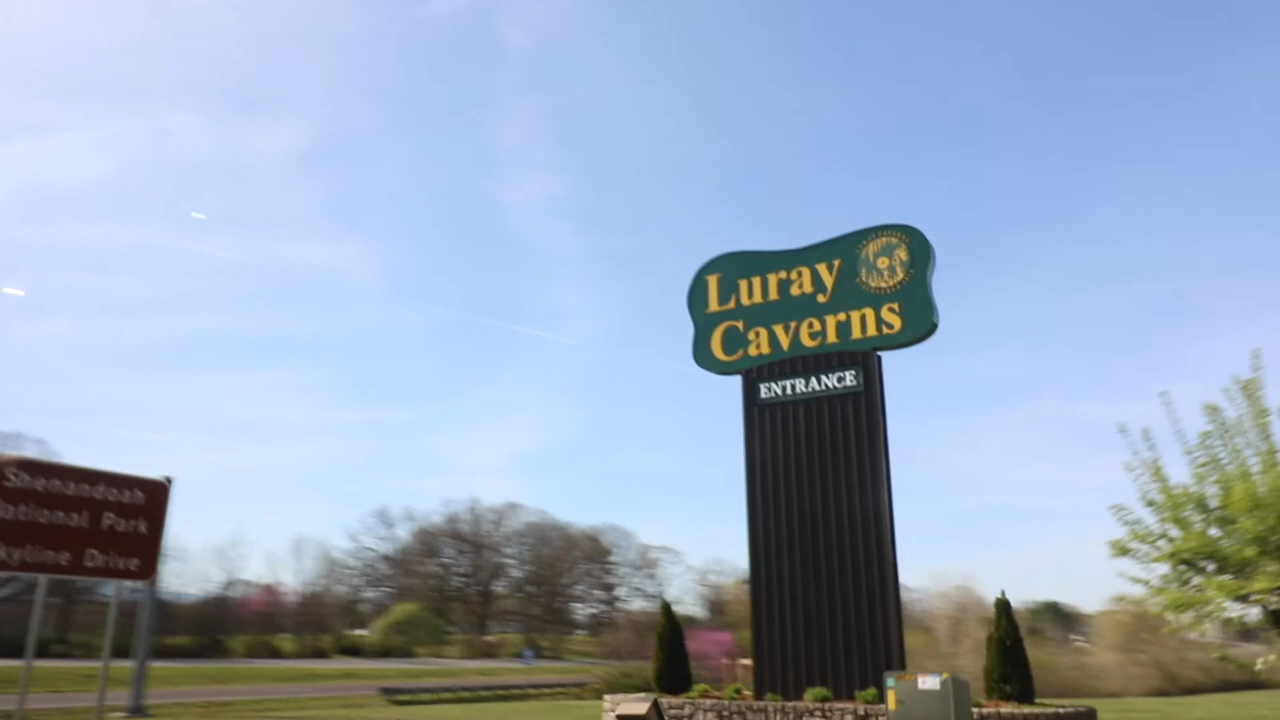 Luray
Caverns
ENTRANCE
Shenandoah
National Park
Skyline Drive